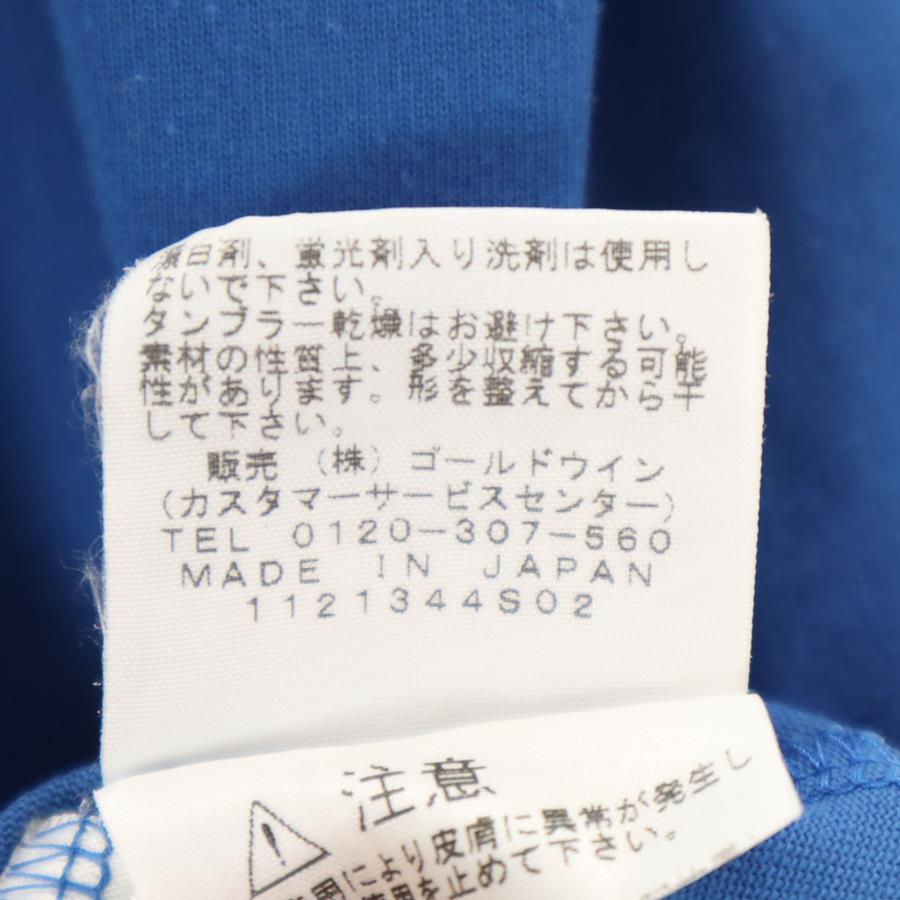 漂白剤、蛍光剤入り洗剤は使用し
ないで下さい。
タンブラー乾燥はお避け下さい。
素材の性質上、多少収縮する可能
性があります。形を整えてから干
して下さい。
販売 (株)ゴールドウイン
(カスタマーサービスセンター)
TEL 0120-307-560
MADE IN JAPAN
1121344S02
注意
用により皮膚に異常が発生し
使用を止めて下さい。